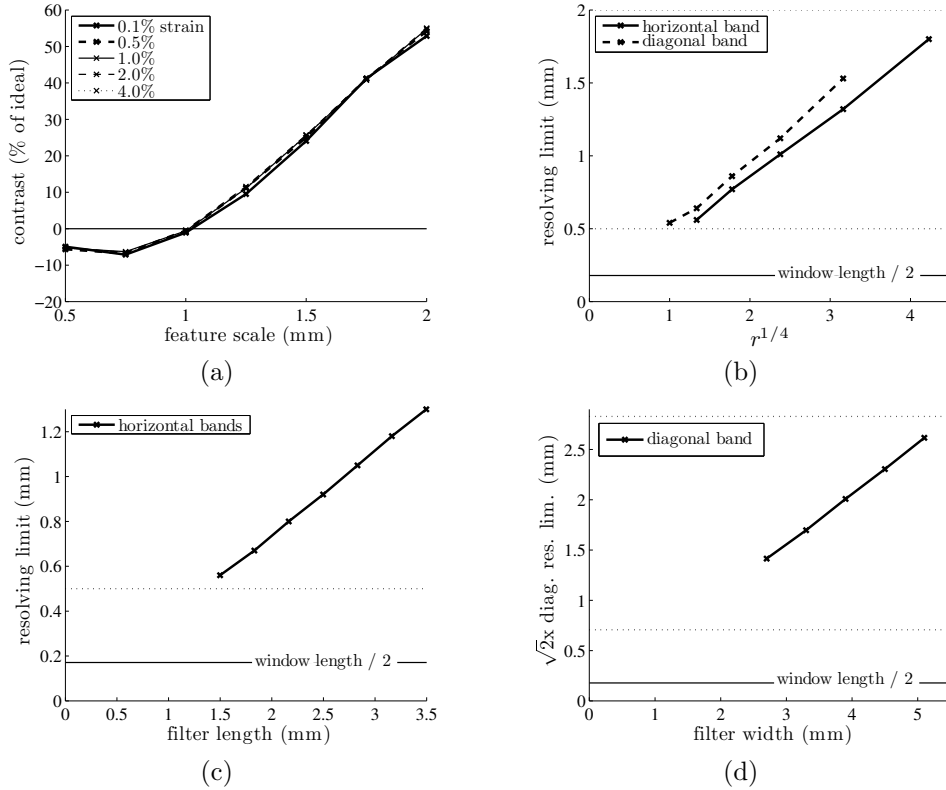 60
50
40
30
20
10
0
−10
−20
0.5
1
1.5
2
contrast (% of ideal)
feature scale (mm)
0.1% strain
0.5%
1.0%
2.0%
4.0%
(a)
2
1.5
1
0.5
0
0
1
2
3
4
resolving limit (mm)
r^{1/4}
horizontal band
diagonal band
window length / 2
(b)
1.2
1
0.8
0.6
0.4
0.2
0
0
0.5
1
1.5
2
2.5
3
3.5
resolving limit (mm)
filter length (mm)
horizontal bands
window length / 2
(c)
2.5
2
1.5
1
0.5
0
0
1
2
3
4
5
√2x diag. res. lim. (mm)
filter width (mm)
diagonal band
window length / 2
(d)